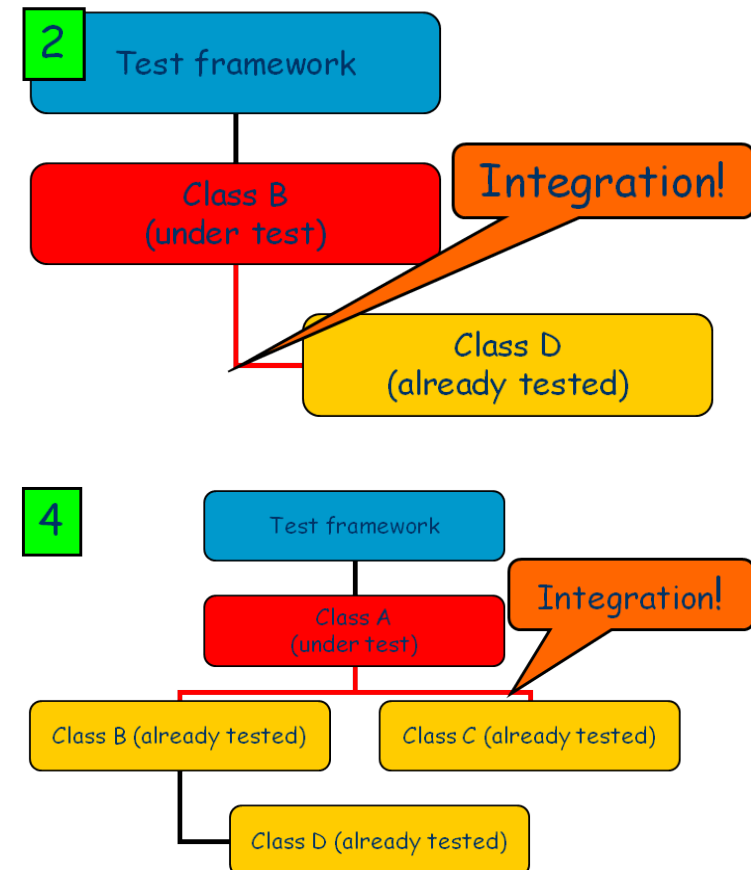 2
Test framework
Class B
(under test)
Integration!
Class D
(already tested)
4
Test framework
Class A
(under test)
Integration!
Class B (already tested)
Class C (already tested)
Class D (already tested)